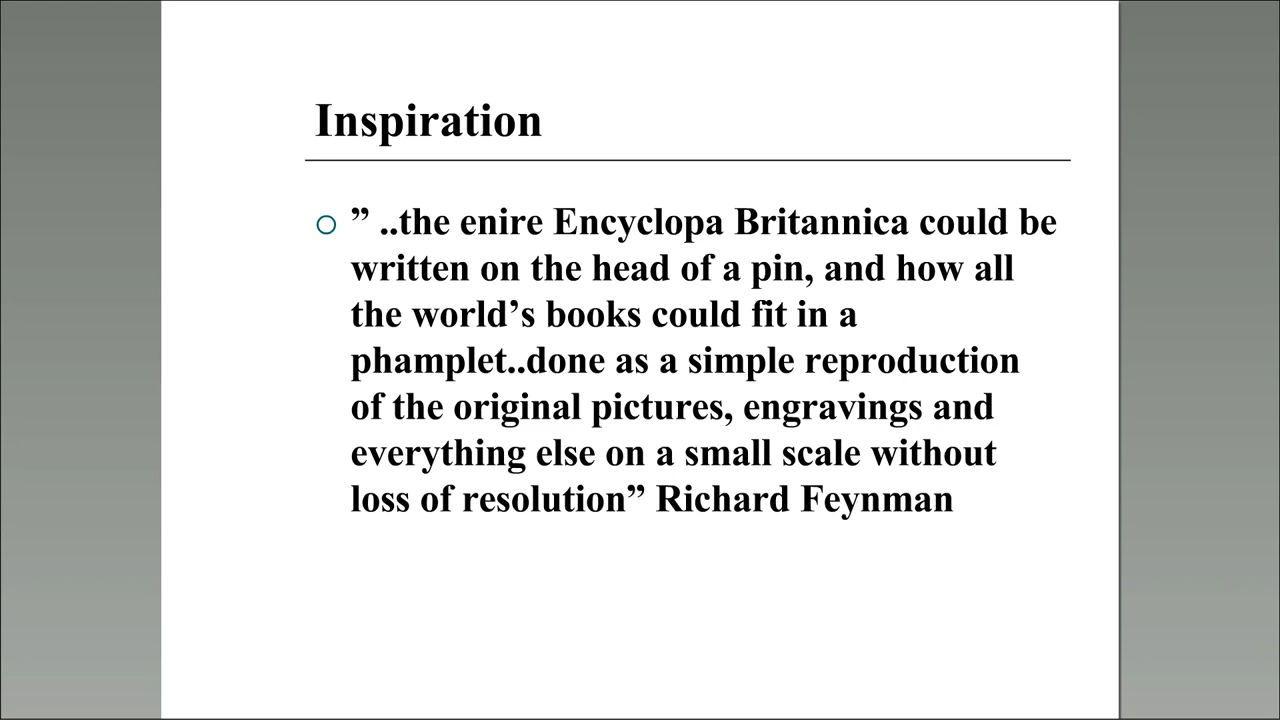 Inspiration
” ..the enire Encyclopa Britannica could be
written on the head of a pin, and how all
the world’s books could fit in a
phamplet..done as a simple reproduction
of the original pictures, engravings and
everything else on a small scale without
loss of resolution” Richard Feynman